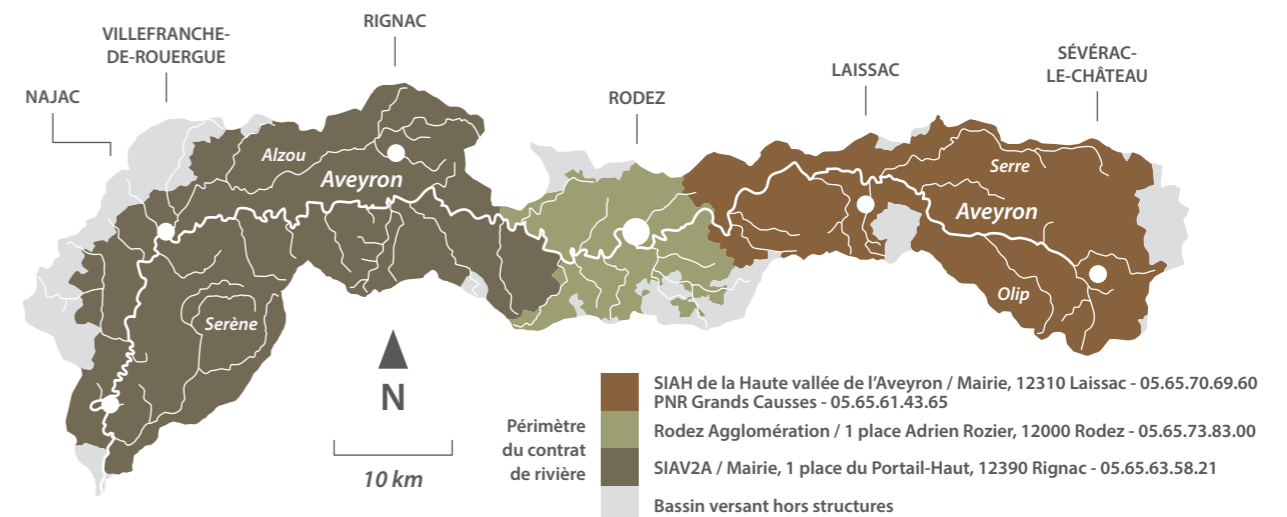 RIGNAC
VILLEFRANCHE-
DE-ROUERGUE
SÉVÉRAC-
LE-CHÂTEAU
LAISSAC
NAJAC
RODEZ
Alzou
Serre
Aveyron
Aveyron
Olip
Serène
N
10 km
Périmètre
du contrat
de rivière
SIAH de la Haute vallée de l'Aveyron / Mairie, 12310 Laissac - 05.65.70.69.60
PNR Grands Causses - 05.65.61.43.65
Rodez Agglomération / 1 place Adrien Rozier, 12000 Rodez - 05.65.73.83.00
SIAV2A / Mairie, 1 place du Portail-Haut, 12390 Rignac - 05.65.63.58.21
Bassin versant hors structures